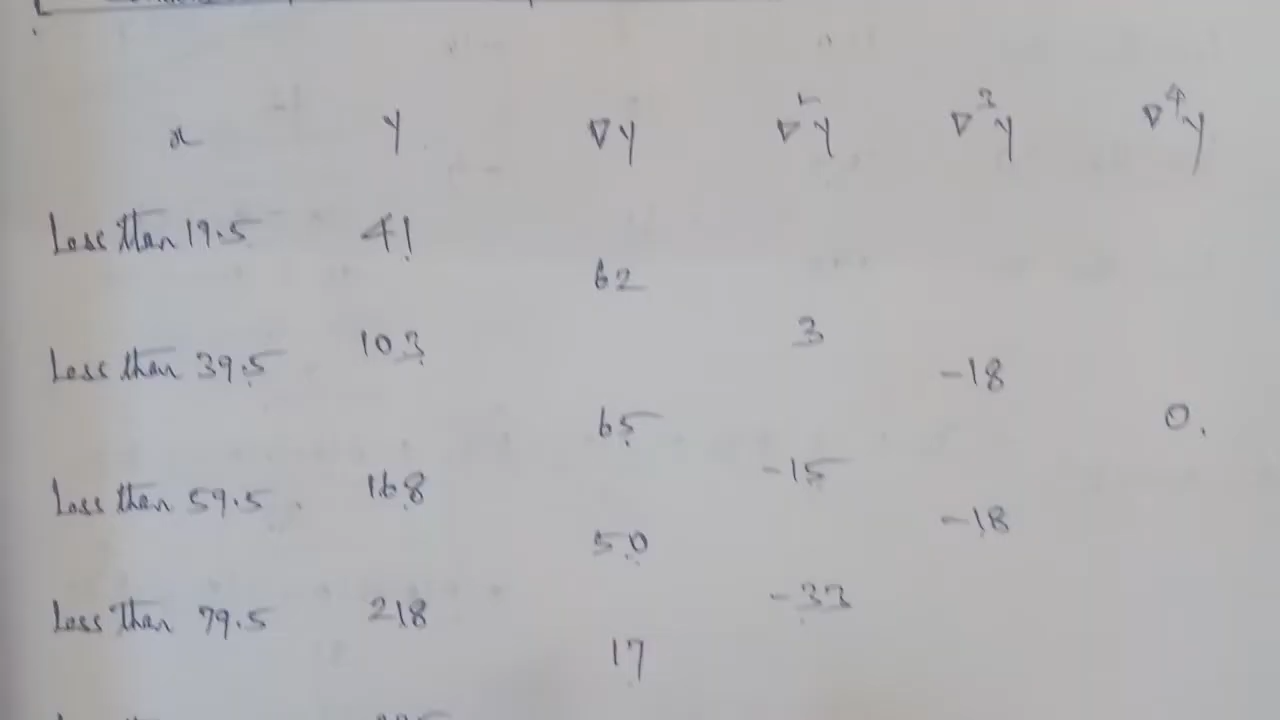 x y ∇y ∇²y ∇³y ∇⁴y
Less than 19.5 41
62
3
Less than 39.5 103
-18
65 0.
-15
Less than 59.5 168
-18
50
-33
Less than 79.5 218
17